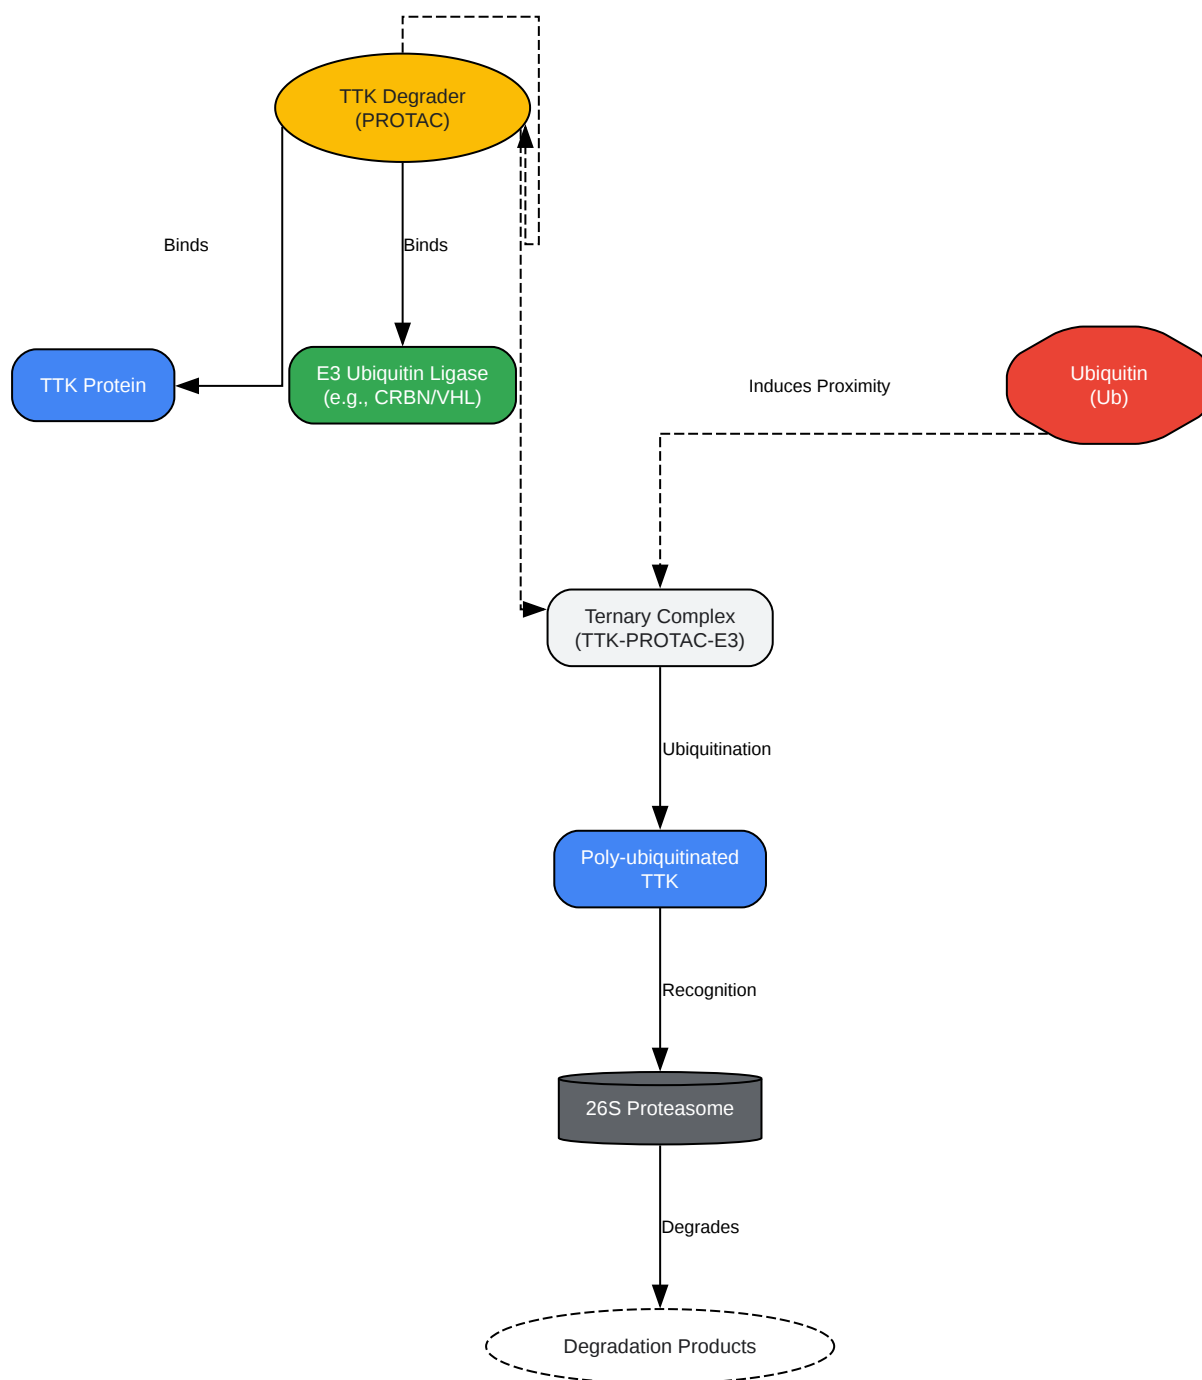 TTK Degrader
(PROTAC)
Binds
Binds
TTK Protein
E3 Ubiquitin Ligase
(e.g., CRBN/VHL)
Induces Proximity
Ubiquitin
(Ub)
Ternary Complex
(TTK-PROTAC-E3)
Ubiquitination
Poly-ubiquitinated
TTK
Recognition
26S Proteasome
Degrades
Degradation Products